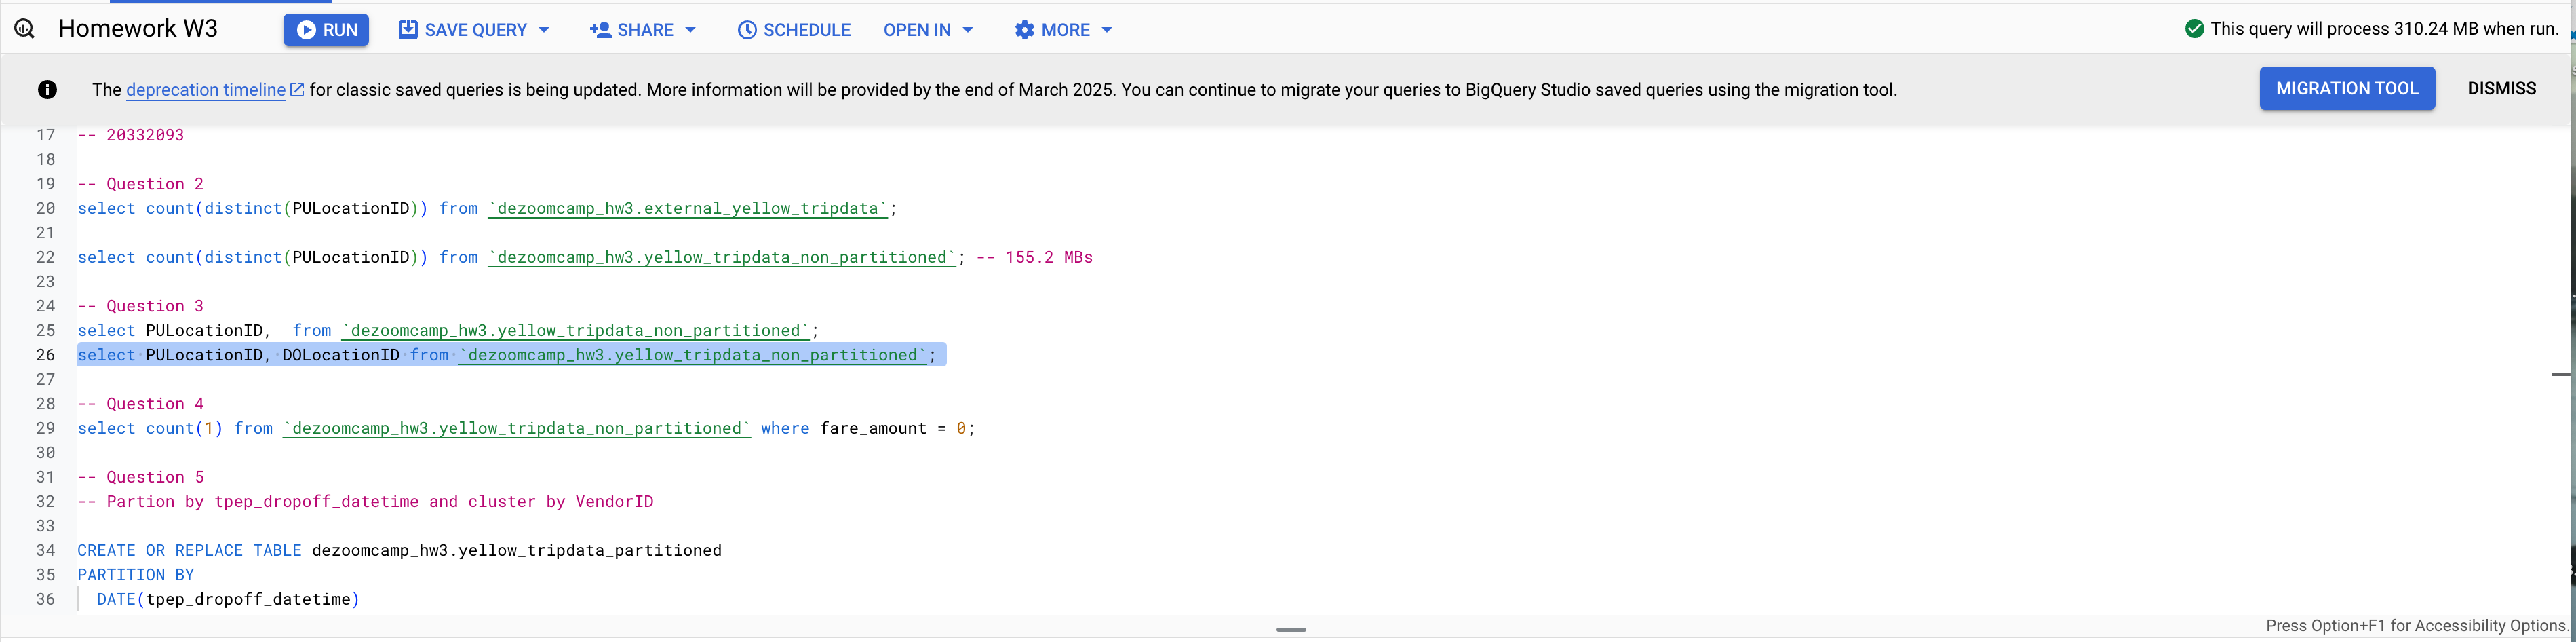 Homework W3 RUN SAVE QUERY SHARE SCHEDULE OPEN IN MORE This query will process 310.24 MB when run.
The deprecation timeline for classic saved queries is being updated. More information will be provided by the end of March 2025. You can continue to migrate your queries to BigQuery Studio saved queries using the migration tool. MIGRATION TOOL DISMISS
17 -- 20332093
18
19 -- Question 2
20 select count(distinct(PULocationID)) from `dezoomcamp_hw3.external_yellow_tripdata`;
21
22 select count(distinct(PULocationID)) from `dezoomcamp_hw3.yellow_tripdata_non_partitioned`; -- 155.2 MBs
23
24 -- Question 3
25 select PULocationID,  from `dezoomcamp_hw3.yellow_tripdata_non_partitioned`;
26 select PULocationID, DOLocationID from `dezoomcamp_hw3.yellow_tripdata_non_partitioned`;
27
28 -- Question 4
29 select count(1) from `dezoomcamp_hw3.yellow_tripdata_non_partitioned` where fare_amount = 0;
30
31 -- Question 5
32 -- Partion by tpep_dropoff_datetime and cluster by VendorID
33
34 CREATE OR REPLACE TABLE dezoomcamp_hw3.yellow_tripdata_partitioned
35 PARTITION BY
36 DATE(tpep_dropoff_datetime)
Press Option+F1 for Accessibility Options.